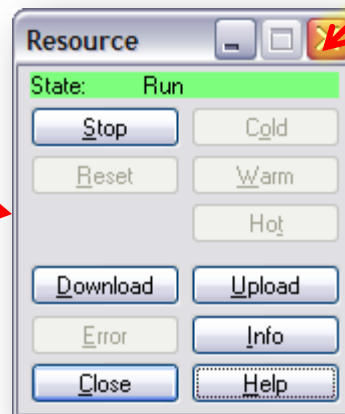 Resource
State: Run
Stop Cold
Reset Warm
Hot
Download Upload
Error Info
Close Help